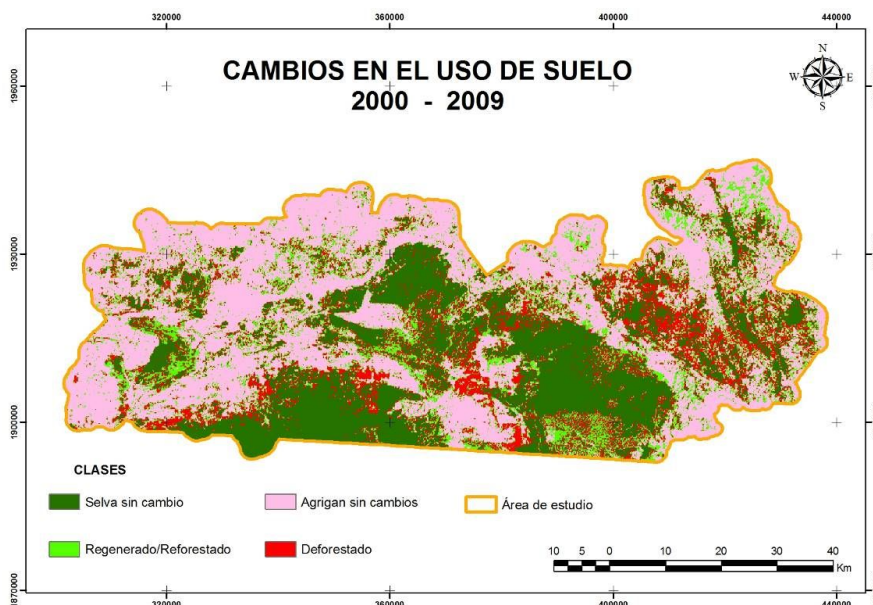 320000 360000 400000 440000
CAMBIOS EN EL USO DE SUELO
2000 - 2009
N
W E
S
1960000
1930000
1900000
1870000
CLASES
Selva sin cambio
Agrigan sin cambios
Área de estudio
Regenerado/Reforestado
Deforestado
10 5 0 10 20 30 40
Km
320000 360000 400000 440000